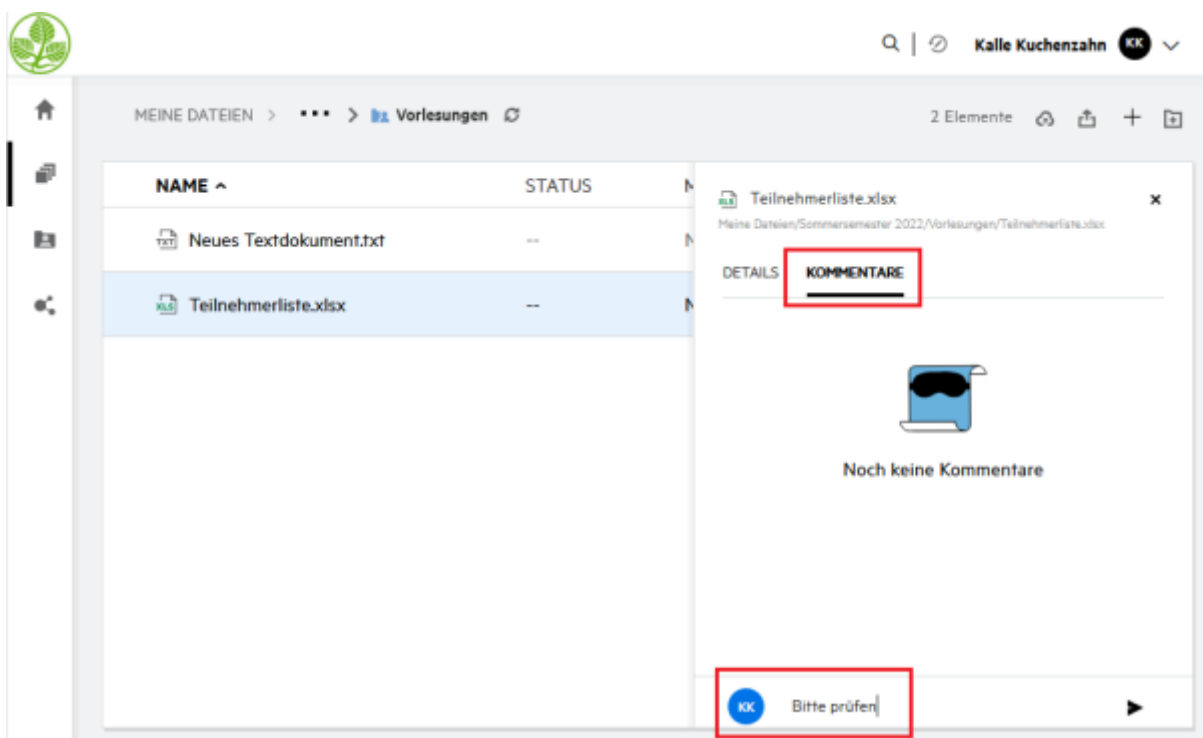 Kalle Kuchenzahn KK
MEINE DATEIEN > ••• > Vorlesungen
2 Elemente
NAME STATUS
Neues Textdokument.txt --
Teilnehmerliste.xlsx --
Teilnehmerliste.xlsx
Meine Dateien/Sommersemester 2022/Vorlesungen/Teilnehmerliste.xlsx
DETAILS KOMMENTARE
Noch keine Kommentare
KK Bitte prüfen